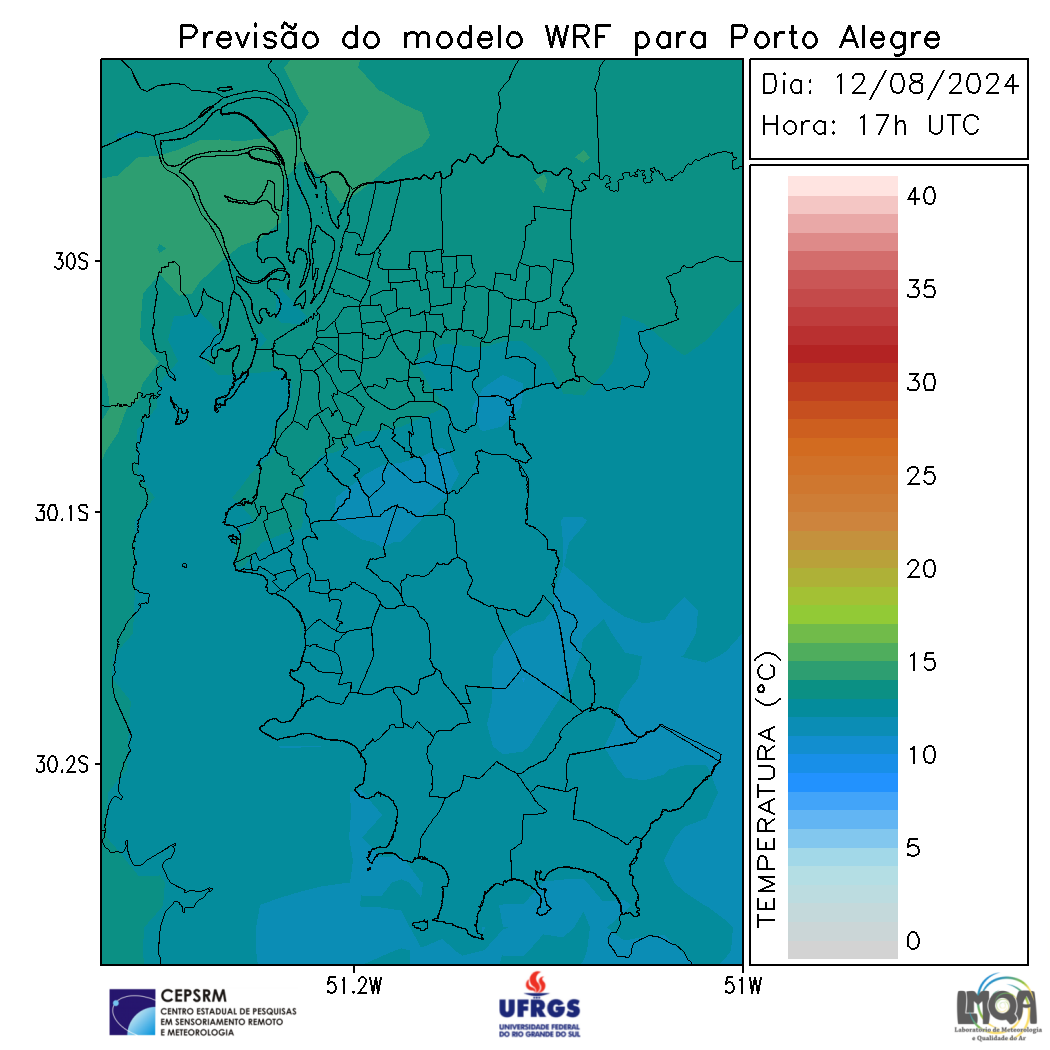 Previsão do modelo WRF para Porto Alegre
Dia: 12/08/2024
Hora: 17h UTC
30S
30.1S
30.2S
51.2W
51W
TEMPERATURA (°C)
40
35
30
25
20
15
10
5
0
CEPSRM
CENTRO ESTADUAL DE PESQUISAS
EM SENSORIAMENTO REMOTO
E METEOROLOGIA
UFRGS
UNIVERSIDADE FEDERAL
DO RIO GRANDE DO SUL
LMQA
Laboratório de Meteorologia
e Qualidade do Ar